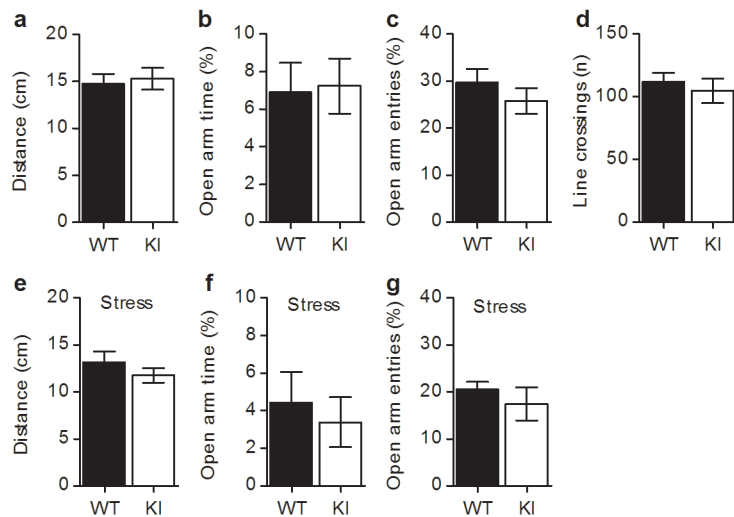 a
Distance (cm)
20
15
10
5
0
WT KI
b
Open arm time (%)
10
8
6
4
2
0
WT KI
c
Open arm entries (%)
40
30
20
10
0
WT KI
d
Line crossings (n)
150
100
50
0
WT KI
e
Stress
Distance (cm)
20
15
10
5
0
WT KI
f
Stress
Open arm time (%)
10
8
6
4
2
0
WT KI
g
Stress
Open arm entries (%)
40
30
20
10
0
WT KI